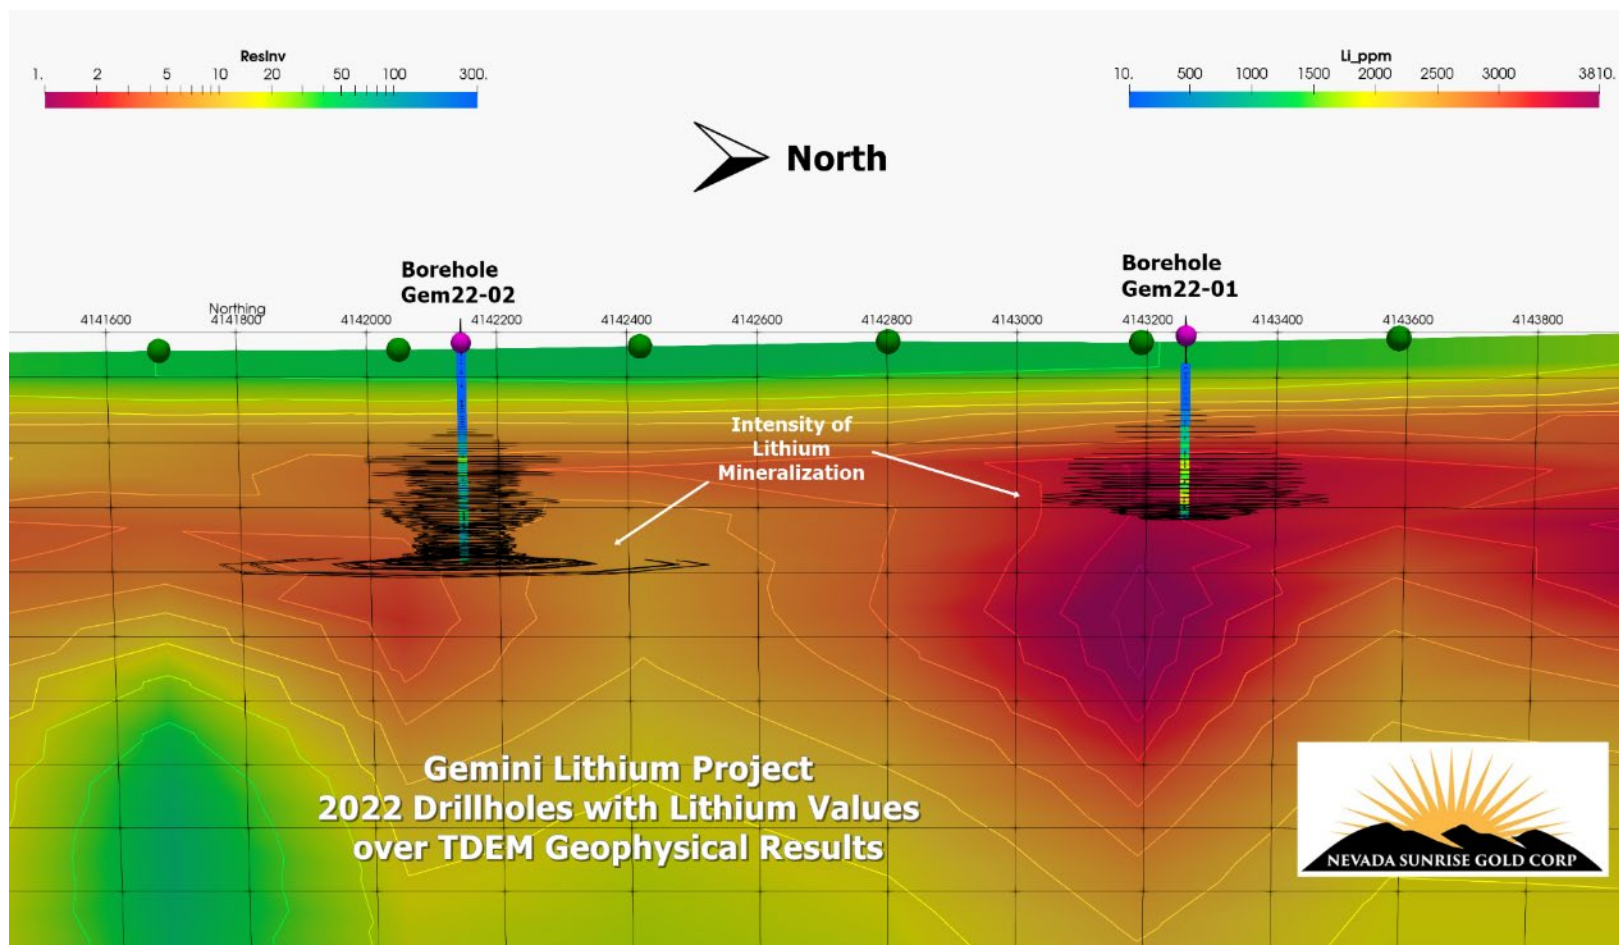 ResInv
1. 2 5 10 20 50 100 300.
Li_ppm
10. 500 1000 1500 2000 2500 3000 3810.
North
Borehole
Gem22-02
Borehole
Gem22-01
Northing
4141600 4141800 4142000 4142200 4142400 4142600 4142800 4143000 4143200 4143400 4143600 4143800
Intensity of
Lithium
Mineralization
Gemini Lithium Project
2022 Drillholes with Lithium Values
over TDEM Geophysical Results
NEVADA SUNRISE GOLD CORP